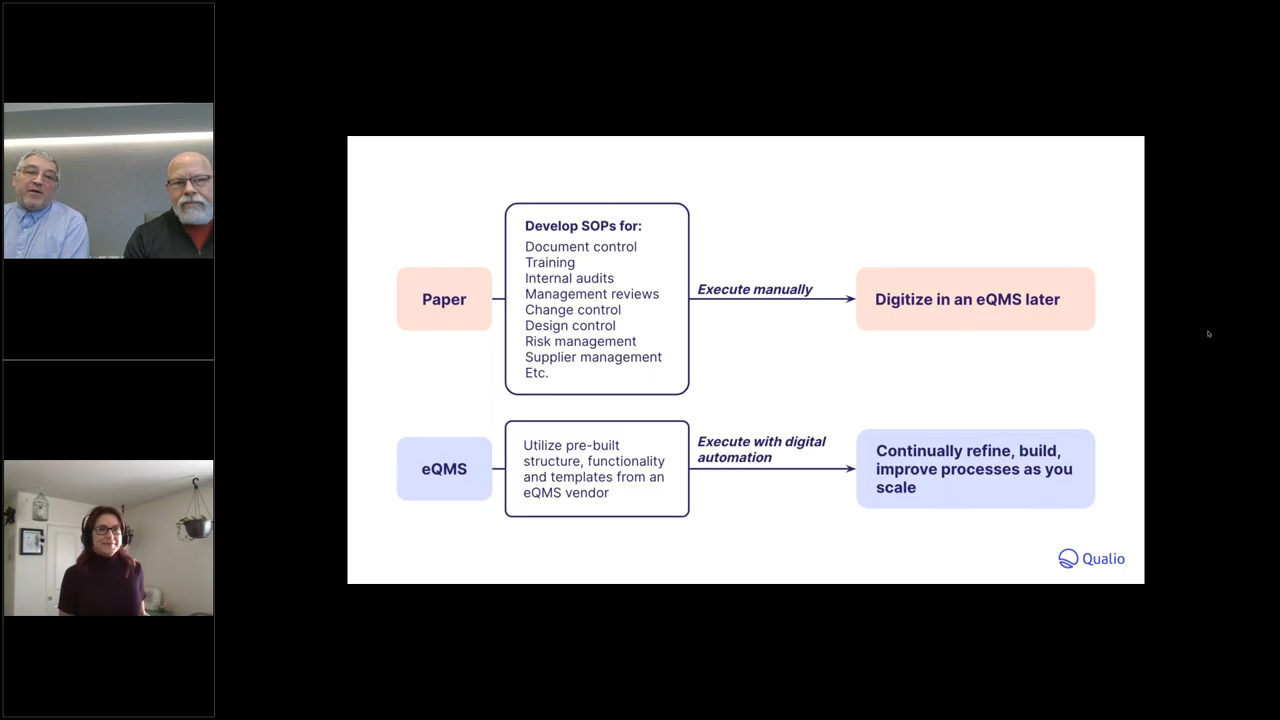 Paper
Develop SOPs for:
Document control
Training
Internal audits
Management reviews
Change control
Design control
Risk management
Supplier management
Etc.
Execute manually
Digitize in an eQMS later
eQMS
Utilize pre-built
structure, functionality
and templates from an
eQMS vendor
Execute with digital
automation
Continually refine, build,
improve processes as you
scale
Qualio